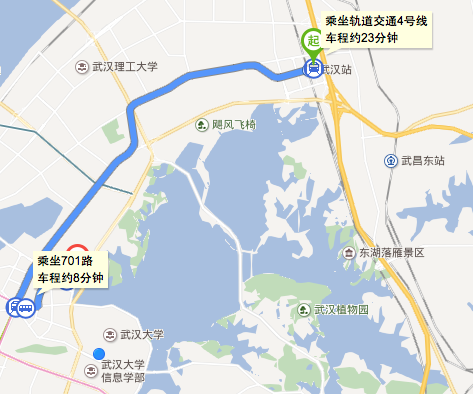 乘坐轨道交通4号线
车程约23分钟
起
武汉站
武汉理工大学
飓风飞椅
武昌东站
东湖落雁景区
乘坐701路
车程约8分钟
武汉植物园
武汉大学
武汉大学
信息学部